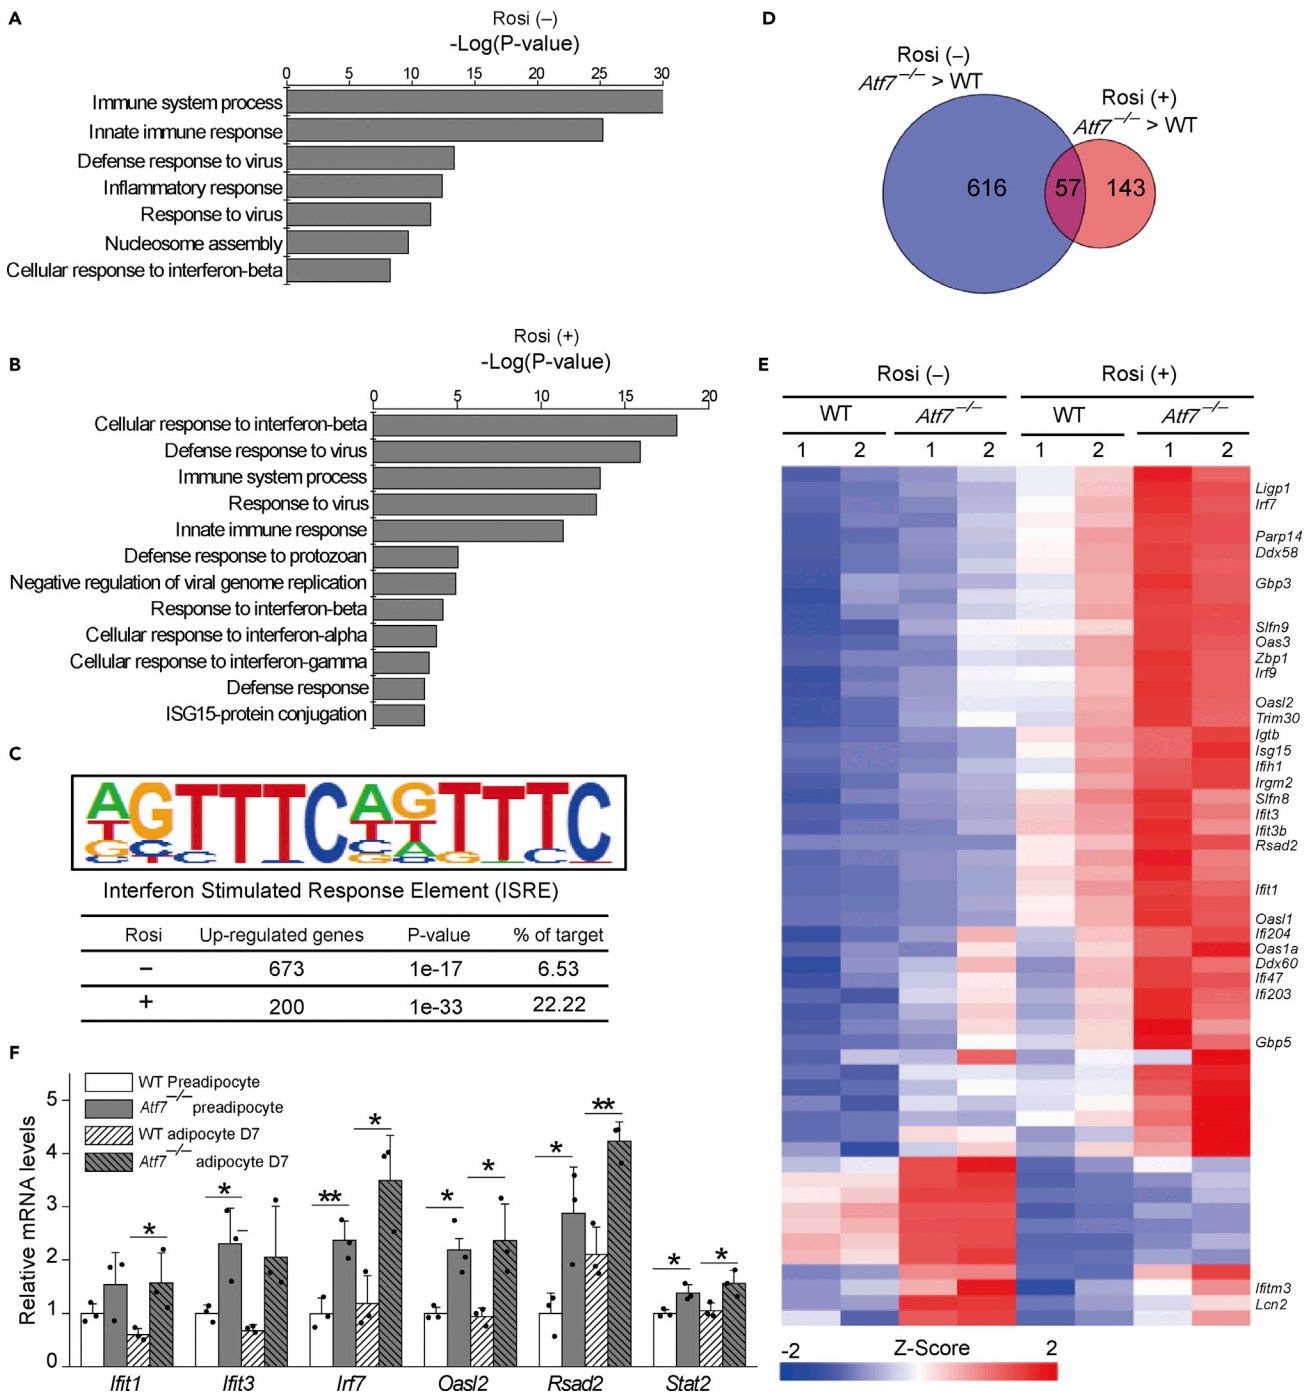 A
Rosi (–)
-Log(P-value)
0 5 10 15 20 25 30
Immune system process
Innate immune response
Defense response to virus
Inflammatory response
Response to virus
Nucleosome assembly
Cellular response to interferon-beta
B
Rosi (+)
-Log(P-value)
0 5 10 15 20
Cellular response to interferon-beta
Defense response to virus
Immune system process
Response to virus
Innate immune response
Defense response to protozoan
Negative regulation of viral genome replication
Response to interferon-beta
Cellular response to interferon-alpha
Cellular response to interferon-gamma
Defense response
ISG15-protein conjugation
C
AGTTTCAGTTTC
Interferon Stimulated Response Element (ISRE)
Rosi Up-regulated genes P-value % of target
– 673 1e-17 6.53
+ 200 1e-33 22.22
D
Rosi (–)
Atf7–/– > WT
Rosi (+)
Atf7–/– > WT
616 57 143
E
Rosi (–) Rosi (+)
WT Atf7–/– WT Atf7–/–
1 2 1 2 1 2 1 2
Ligp1
Irf7
Parp14
Ddx58
Gbp3
Slfn9
Oas3
Zbp1
Irf9
Oasl2
Trim30
Igtb
Isg15
Ifih1
Irgm2
Slfn8
Ifit3
Ifit3b
Rsad2
Ifit1
Oasl1
Ifi204
Oas1a
Ddx60
Ifi47
Ifi203
Gbp5
Ifitm3
Lcn2
-2 Z-Score 2
F
WT Preadipocyte
Atf7–/– preadipocyte
WT adipocyte D7
Atf7–/– adipocyte D7
Relative mRNA levels
5
4
3
2
1
0
* * ** * * * * ** * *
Ifit1 Ifit3 Irf7 Oasl2 Rsad2 Stat2